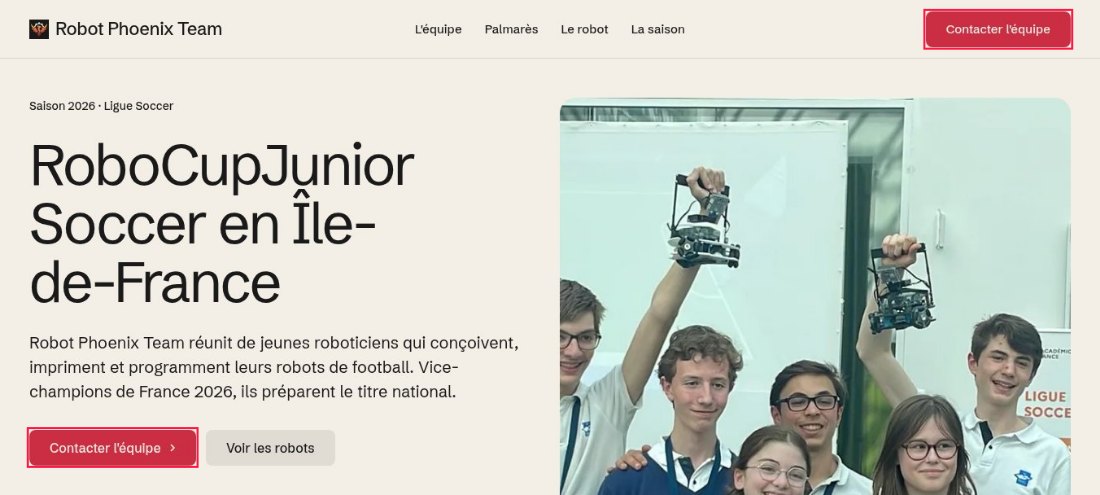 Robot Phoenix Team
L'équipe
Palmarès
Le robot
La saison
Contacter l'équipe
Saison 2026 · Ligue Soccer
RoboCupJunior
Soccer en Île-
de-France
Robot Phoenix Team réunit de jeunes roboticiens qui conçoivent,
impriment et programment leurs robots de football. Vice-
champions de France 2026, ils préparent le titre national.
Contacter l'équipe
Voir les robots
LIGUE